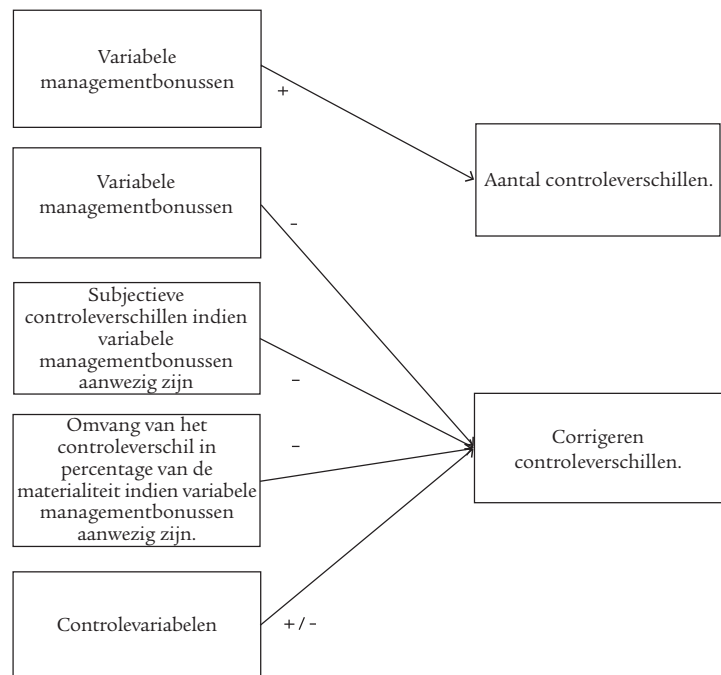 Variabele
managementbonussen
+
Aantal controleverschillen.
Variabele
managementbonussen
-
Subjectieve
controleverschillen indien
variabele
managementbonussen
aanwezig zijn
-
Omvang van het
controleverschil in
percentage van de
materialiteit indien variabele
managementbonussen
aanwezig zijn.
-
Corrigeren
controleverschillen.
Controlevariabelen
+ / -